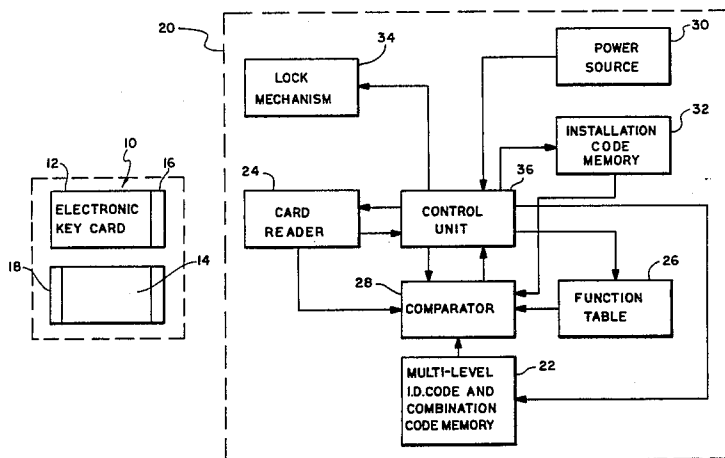 20
34
LOCK
MECHANISM
30
POWER
SOURCE
32
INSTALLATION
CODE
MEMORY
10
12
16
ELECTRONIC
KEY CARD
18
14
24
CARD
READER
36
CONTROL
UNIT
28
COMPARATOR
26
FUNCTION
TABLE
22
MULTI-LEVEL
I.D. CODE AND
COMBINATION
CODE MEMORY